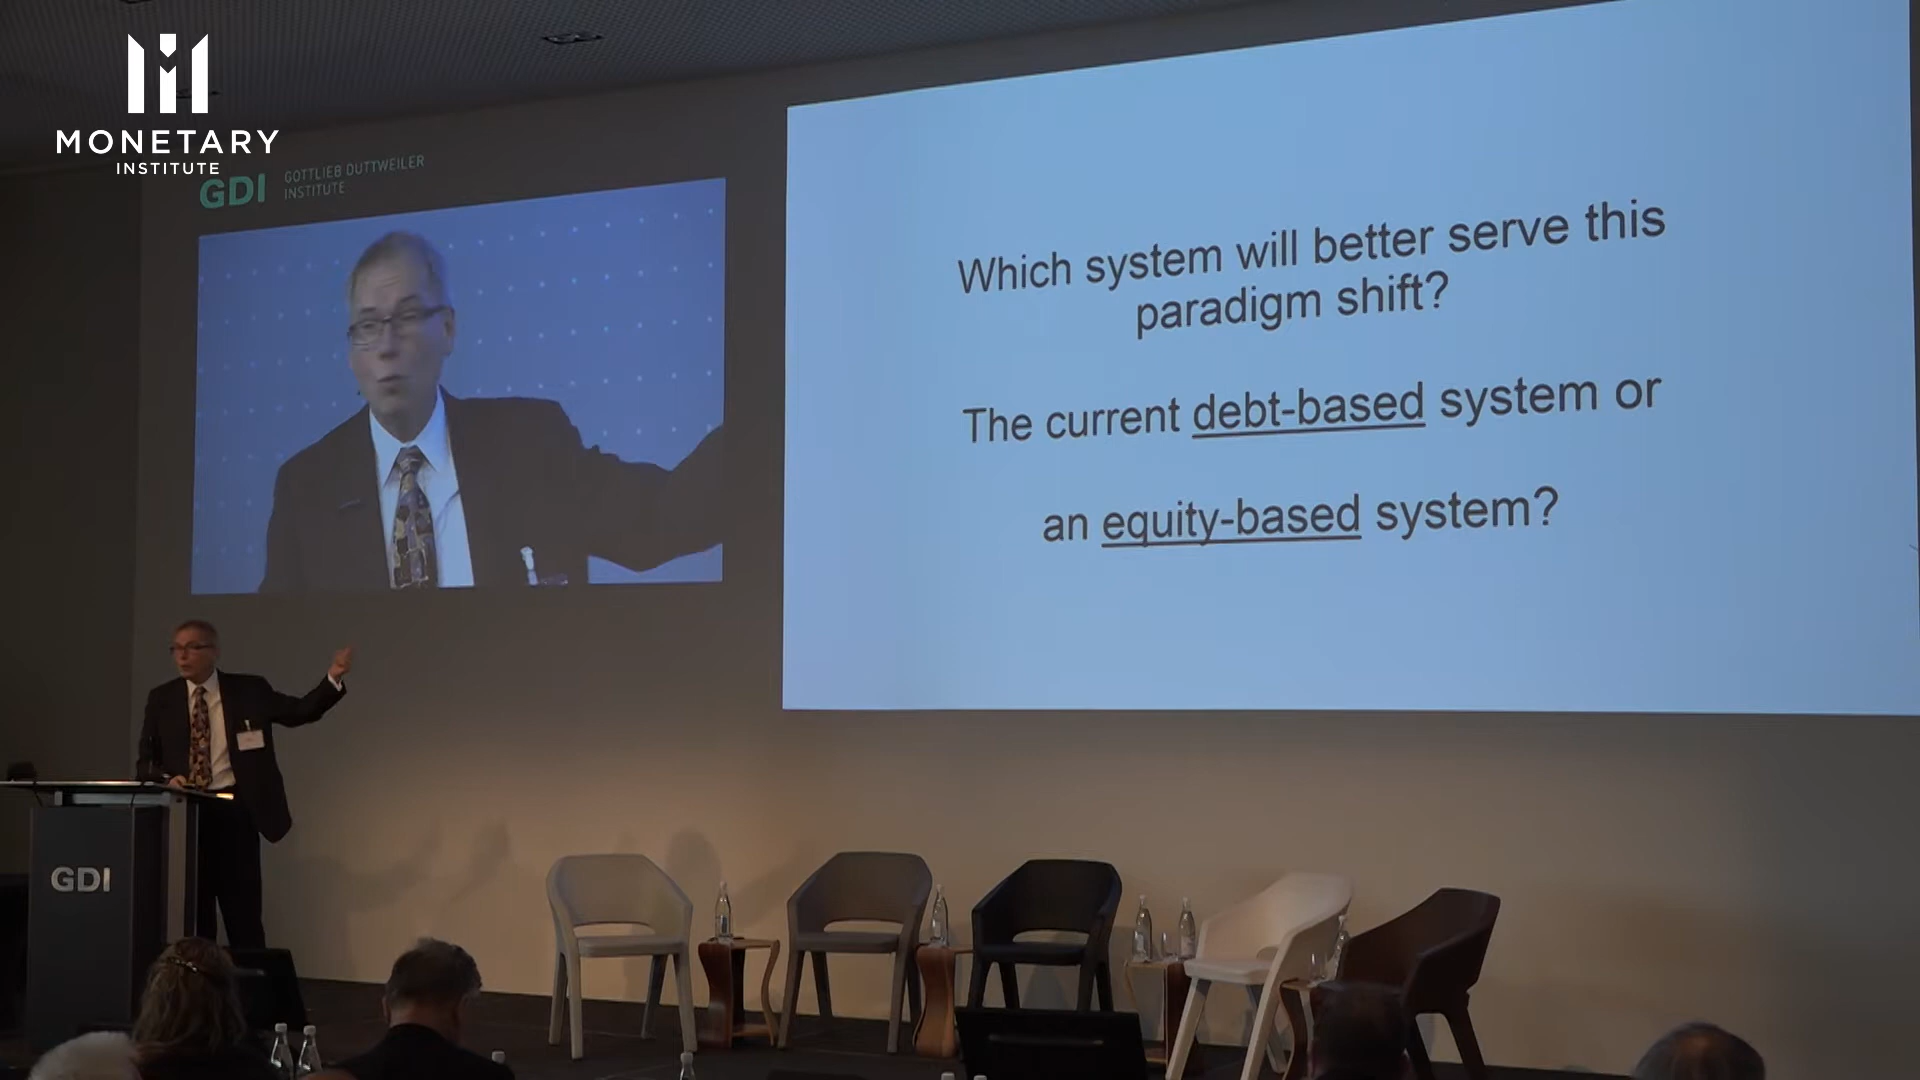 MONETARY
INSTITUTE
GDI
GOTTLIEB DUTTWEILER
INSTITUTE
Which system will better serve this
paradigm shift?
The current debt-based system or
an equity-based system?
GDI